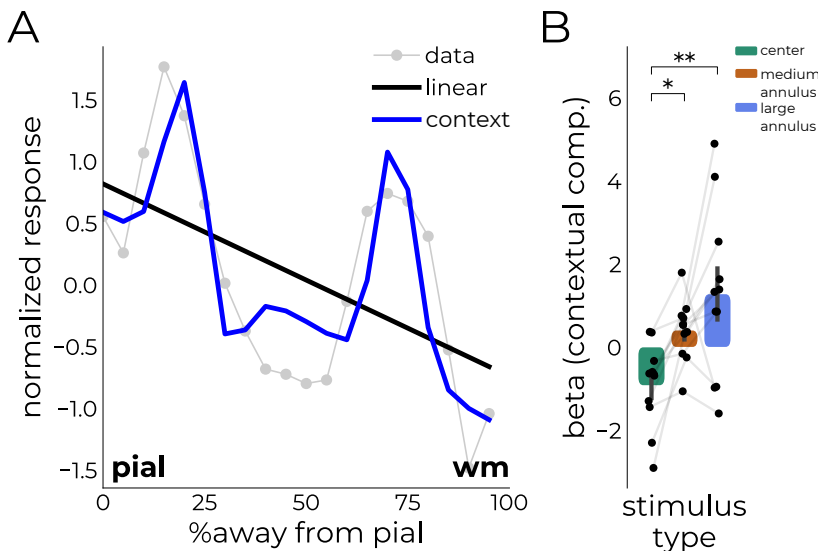 A
B
data
linear
context
center
medium
annulus
large
annulus
**
*
normalized response
1.5
1.0
0.5
0.0
−0.5
−1.0
−1.5
pial
wm
0
25
50
75
100
%away from pial
beta (contextual comp.)
6
4
2
0
−2
stimulus
type